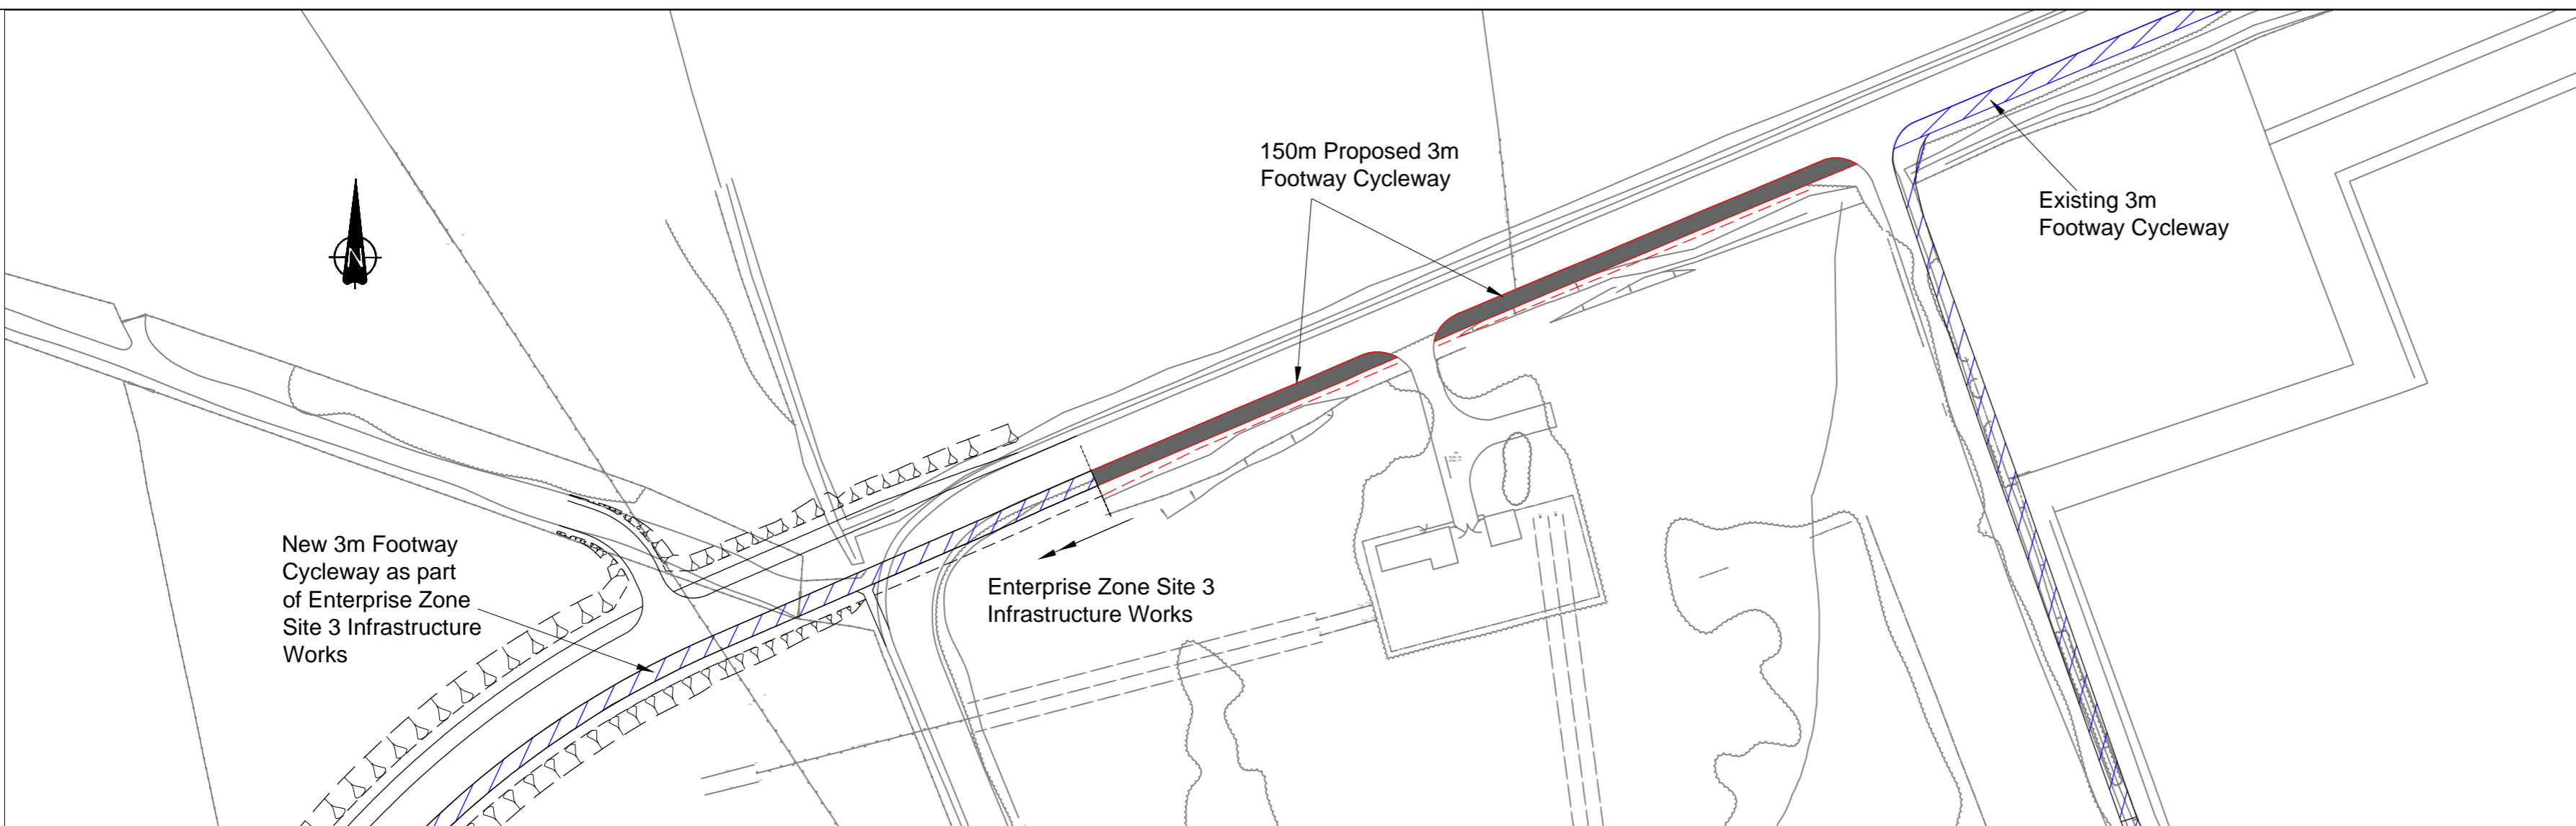 150m Proposed 3m
Footway Cycleway
Existing 3m
Footway Cycleway
N
New 3m Footway
Cycleway as part
of Enterprise Zone
Site 3 Infrastructure
Works
Enterprise Zone Site 3
Infrastructure Works